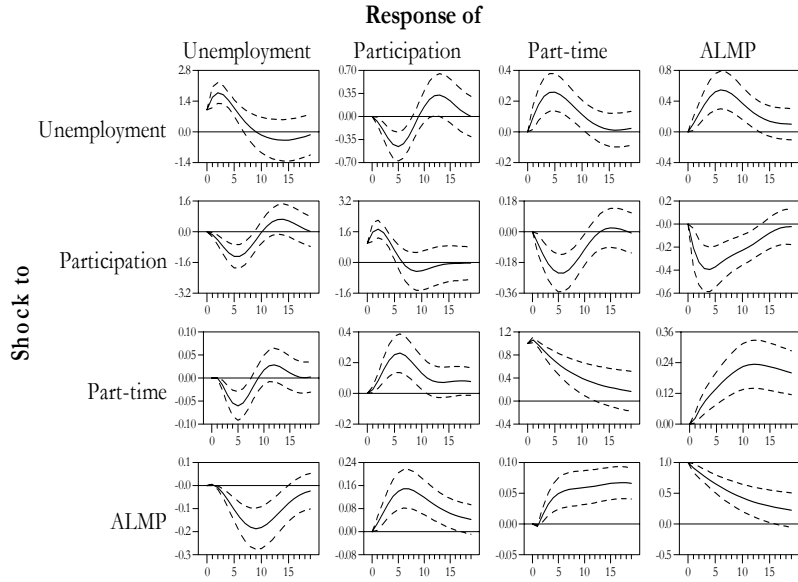 Response of
Unemployment Participation Part-time ALMP
Shock to
Unemployment
2.8 1.4 0.0 -1.4
0 5 10 15
0.70 0.35 0.00 -0.35 -0.70
0 5 10 15
0.4 0.2 0.0 -0.2
0 5 10 15
0.8 0.4 0.0 -0.4
0 5 10 15
Participation
1.6 0.0 -1.6 -3.2
0 5 10 15
3.2 1.6 0.0 -1.6
0 5 10 15
0.18 0.00 -0.18 -0.36
0 5 10 15
0.2 -0.0 -0.2 -0.4 -0.6
0 5 10 15
Part-time
0.10 0.05 0.00 -0.05 -0.10
0 5 10 15
0.4 0.2 0.0 -0.2
0 5 10 15
1.2 0.8 0.4 0.0 -0.4
0 5 10 15
0.36 0.24 0.12 0.00
0 5 10 15
ALMP
0.1 -0.0 -0.1 -0.2 -0.3
0 5 10 15
0.24 0.16 0.08 0.00 -0.08
0 5 10 15
0.10 0.05 0.00 -0.05
0 5 10 15
1.0 0.5 0.0 -0.5
0 5 10 15